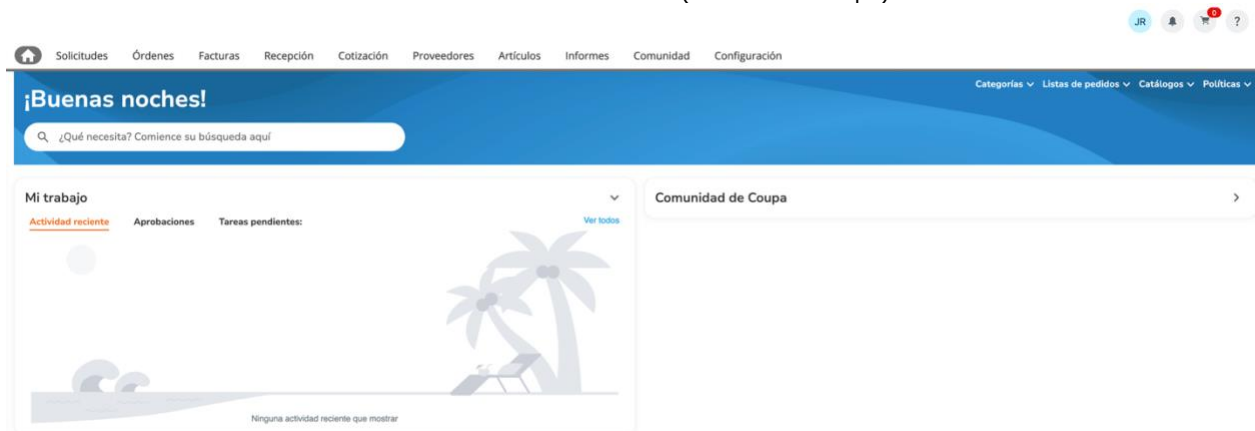 JR 0 ?
Solicitudes Órdenes Facturas Recepción Cotización Proveedores Artículos Informes Comunidad Configuración
Categorías Listas de pedidos Catálogos Políticas
¡Buenas noches!
¿Qué necesita? Comience su búsqueda aquí
Mi trabajo
Actividad reciente Aprobaciones Tareas pendientes: Ver todos
Ninguna actividad reciente que mostrar
Comunidad de Coupa